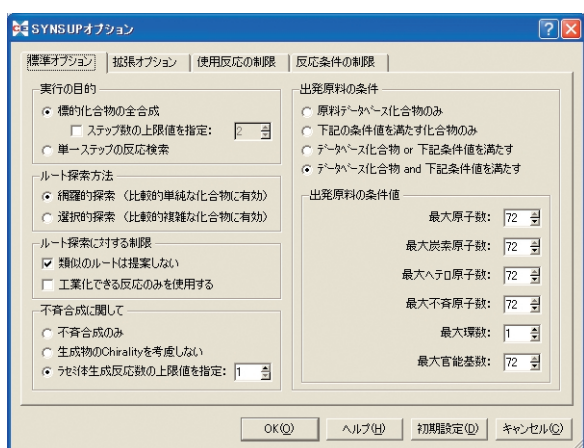 SYNSUPオプション
標準オプション
拡張オプション
使用反応の制限
反応条件の制限
実行の目的
標的化合物の全合成
ステップ数の上限値を指定: 2
単一ステップの反応検索
ルート探索方法
網羅的探索 (比較的単純な化合物に有効)
選択的探索 (比較的複雑な化合物に有効)
ルート探索に対する制限
類似のルートは提案しない
工業化できる反応のみを使用する
不斉合成に関して
不斉合成のみ
生成物のChiralityを考慮しない
ラセミ体生成反応数の上限値を指定: 1
出発原料の条件
原料データベース化合物のみ
下記の条件値を満たす化合物のみ
データベース化合物 or 下記条件値を満たす
データベース化合物 and 下記条件値を満たす
出発原料の条件値
最大原子数: 72
最大炭素原子数: 72
最大ヘテロ原子数: 72
最大不斉原子数: 72
最大環数: 1
最大官能基数: 72
OK(O)
ヘルプ(H)
初期設定(D)
キャンセル(C)